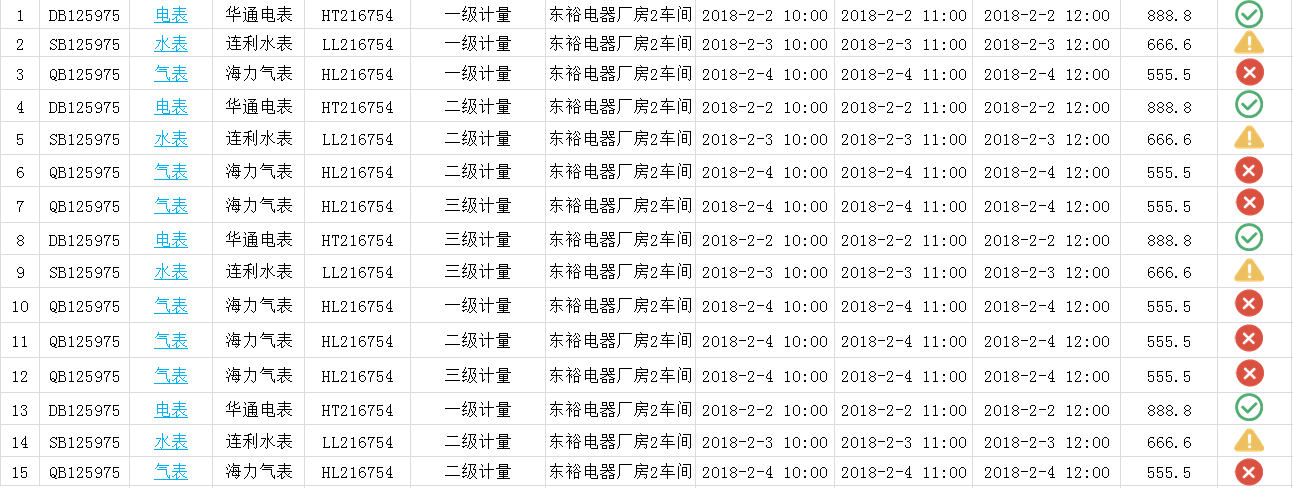 1 DB125975 电表 华通电表 HT216754 一级计量 东裕电器厂房2车间 2018-2-2 10:00 2018-2-2 11:00 2018-2-2 12:00 888.8
2 SB125975 水表 连利水表 LL216754 一级计量 东裕电器厂房2车间 2018-2-3 10:00 2018-2-3 11:00 2018-2-3 12:00 666.6
3 QB125975 气表 海力气表 HL216754 一级计量 东裕电器厂房2车间 2018-2-4 10:00 2018-2-4 11:00 2018-2-4 12:00 555.5
4 DB125975 电表 华通电表 HT216754 二级计量 东裕电器厂房2车间 2018-2-2 10:00 2018-2-2 11:00 2018-2-2 12:00 888.8
5 SB125975 水表 连利水表 LL216754 二级计量 东裕电器厂房2车间 2018-2-3 10:00 2018-2-3 11:00 2018-2-3 12:00 666.6
6 QB125975 气表 海力气表 HL216754 二级计量 东裕电器厂房2车间 2018-2-4 10:00 2018-2-4 11:00 2018-2-4 12:00 555.5
7 QB125975 气表 海力气表 HL216754 三级计量 东裕电器厂房2车间 2018-2-4 10:00 2018-2-4 11:00 2018-2-4 12:00 555.5
8 DB125975 电表 华通电表 HT216754 三级计量 东裕电器厂房2车间 2018-2-2 10:00 2018-2-2 11:00 2018-2-2 12:00 888.8
9 SB125975 水表 连利水表 LL216754 三级计量 东裕电器厂房2车间 2018-2-3 10:00 2018-2-3 11:00 2018-2-3 12:00 666.6
10 QB125975 气表 海力气表 HL216754 一级计量 东裕电器厂房2车间 2018-2-4 10:00 2018-2-4 11:00 2018-2-4 12:00 555.5
11 QB125975 气表 海力气表 HL216754 二级计量 东裕电器厂房2车间 2018-2-4 10:00 2018-2-4 11:00 2018-2-4 12:00 555.5
12 QB125975 气表 海力气表 HL216754 三级计量 东裕电器厂房2车间 2018-2-4 10:00 2018-2-4 11:00 2018-2-4 12:00 555.5
13 DB125975 电表 华通电表 HT216754 一级计量 东裕电器厂房2车间 2018-2-2 10:00 2018-2-2 11:00 2018-2-2 12:00 888.8
14 SB125975 水表 连利水表 LL216754 二级计量 东裕电器厂房2车间 2018-2-3 10:00 2018-2-3 11:00 2018-2-3 12:00 666.6
15 QB125975 气表 海力气表 HL216754 二级计量 东裕电器厂房2车间 2018-2-4 10:00 2018-2-4 11:00 2018-2-4 12:00 555.5